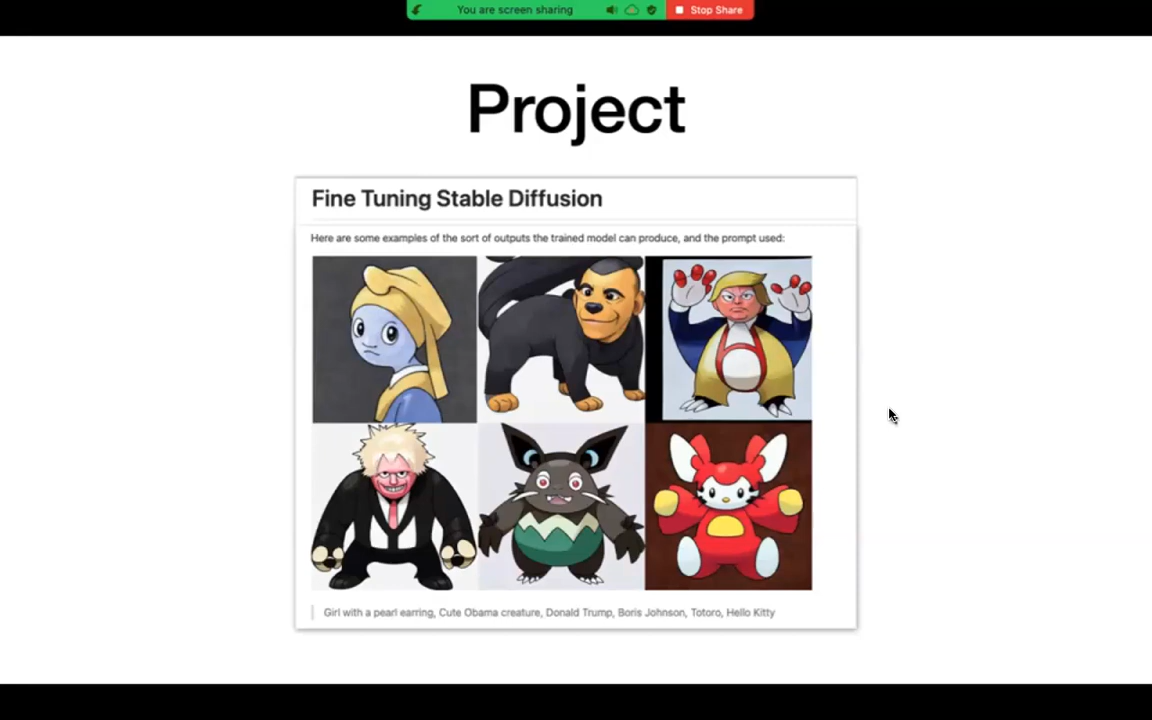 You are screen sharing
Stop Share
Project
Fine Tuning Stable Diffusion
Here are some examples of the sort of outputs the trained model can produce, and the prompt used:
Girl with a pearl earring, Cute Obama creature, Donald Trump, Boris Johnson, Totoro, Hello Kitty